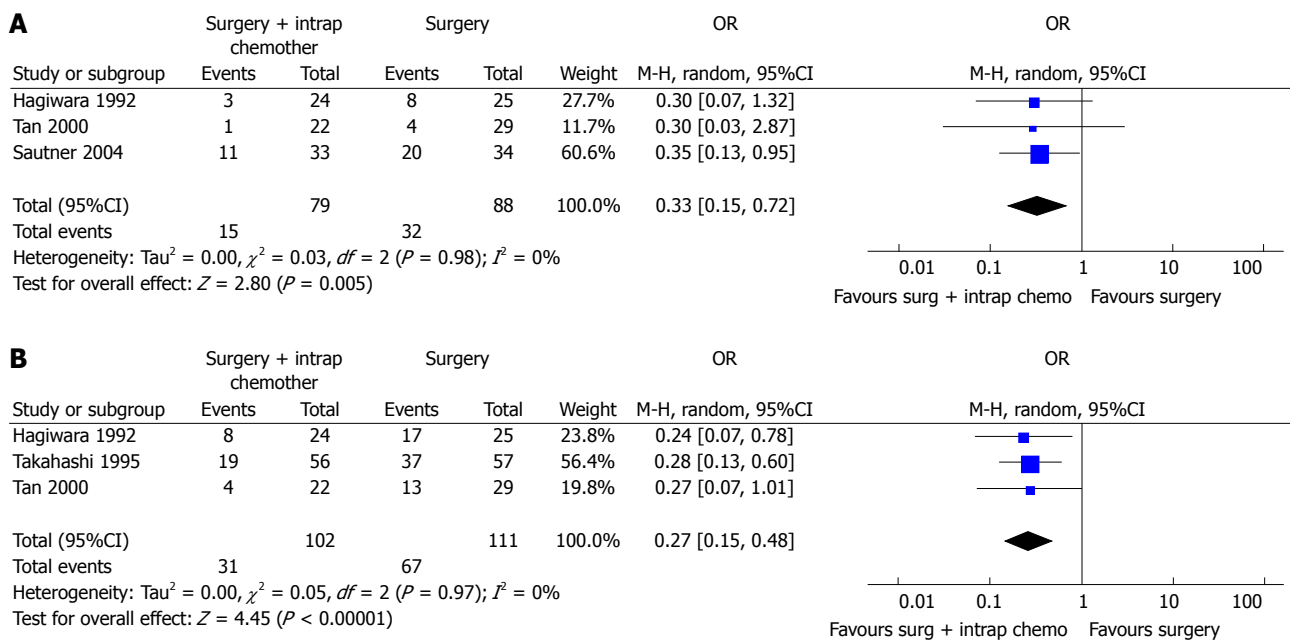 A
Surgery + intrap chemother Surgery OR OR
Study or subgroup Events Total Events Total Weight M-H, random, 95%CI M-H, random, 95%CI
Hagiwara 1992 3 24 8 25 27.7% 0.30 [0.07, 1.32]
Tan 2000 1 22 4 29 11.7% 0.30 [0.03, 2.87]
Sautner 2004 11 33 20 34 60.6% 0.35 [0.13, 0.95]
Total (95%CI) 79 88 100.0% 0.33 [0.15, 0.72]
Total events 15 32
Heterogeneity: Tau² = 0.00, χ² = 0.03, df = 2 (P = 0.98); I² = 0%
Test for overall effect: Z = 2.80 (P = 0.005)
0.01 0.1 1 10 100
Favours surg + intrap chemo Favours surgery
B
Surgery + intrap chemother Surgery OR OR
Study or subgroup Events Total Events Total Weight M-H, random, 95%CI M-H, random, 95%CI
Hagiwara 1992 8 24 17 25 23.8% 0.24 [0.07, 0.78]
Takahashi 1995 19 56 37 57 56.4% 0.28 [0.13, 0.60]
Tan 2000 4 22 13 29 19.8% 0.27 [0.07, 1.01]
Total (95%CI) 102 111 100.0% 0.27 [0.15, 0.48]
Total events 31 67
Heterogeneity: Tau² = 0.00, χ² = 0.05, df = 2 (P = 0.97); I² = 0%
Test for overall effect: Z = 4.45 (P < 0.00001)
0.01 0.1 1 10 100
Favours surg + intrap chemo Favours surgery